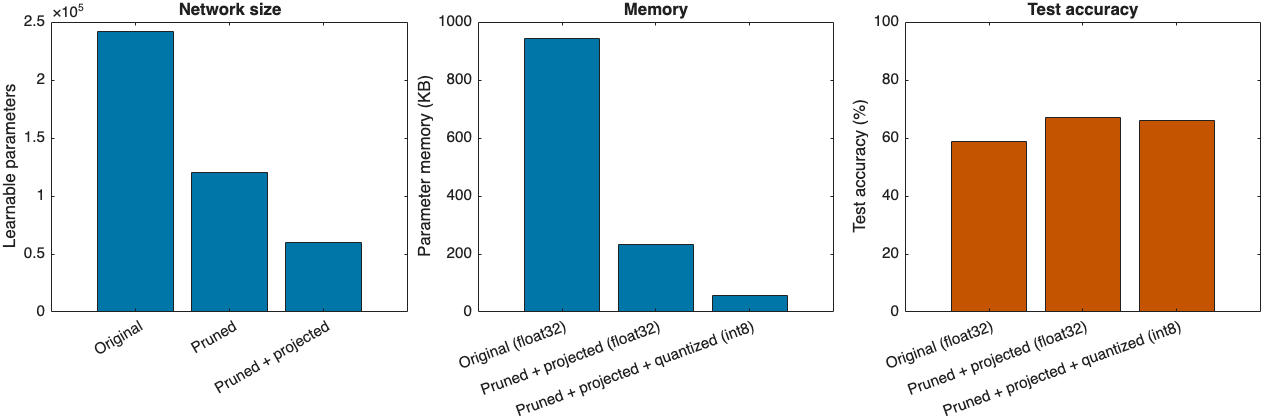 Network size
×10⁵
2.5
2
1.5
1
0.5
0
Learnable parameters
Original
Pruned
Pruned + projected
Memory
1000
800
600
400
200
0
Parameter memory (KB)
Original (float32)
Pruned + projected (float32)
Pruned + projected + quantized (int8)
Test accuracy
100
80
60
40
20
0
Test accuracy (%)
Original (float32)
Pruned + projected (float32)
Pruned + projected + quantized (int8)